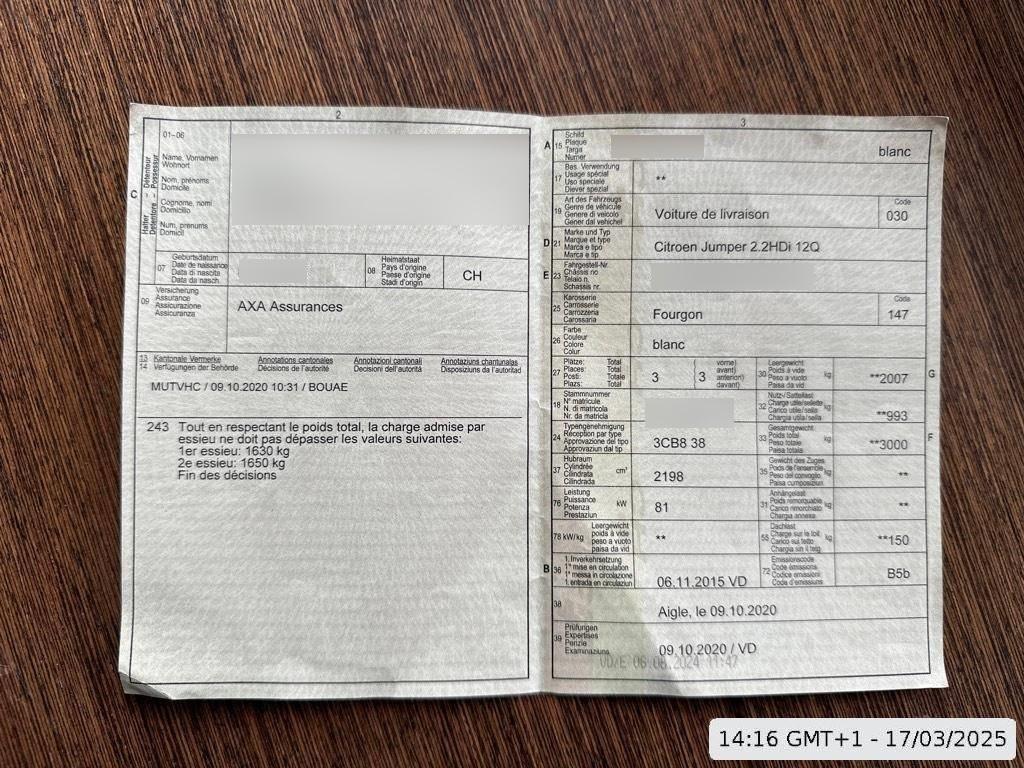 2
01-06
Halter
Détenteur
Detentore
Possessur
C
Name, Vornamen
Wohnort
Nom, prénoms
Domicile
Cognome, nomi
Domicilio
Num, prenums
Domicil
07
Geburtsdatum
Date de naissance
Data di nascita
Data da nasch.
08
Heimatstaat
Pays d'origine
Paese d'origine
Stadi d'origin
CH
09
Versicherung
Assurance
Assicurazione
Assicuranza
AXA Assurances
13
14
Kantonale Vermerke
Verfügungen der Behörde
Annotations cantonales
Décisions de l'autorité
Annotazioni cantonali
Decisioni dell'autorità
Annotaziuns chantunalas
Disposiziuns da l'autoritad
MUTVHC / 09.10.2020 10:31 / BOUAE
243 Tout en respectant le poids total, la charge admise par
essieu ne doit pas dépasser les valeurs suivantes:
1er essieu: 1630 kg
2e essieu: 1650 kg
Fin des décisions
3
A 15
Schild
Plaque
Targa
Numer
blanc
17
Bes. Verwendung
Usage spécial
Uso speciale
Diever spezial
**
19
Art des Fahrzeugs
Genre de véhicule
Genere di veicolo
Gener dal vehichel
Voiture de livraison
Code
030
D 21
Marke und Typ
Marque et type
Marca e tipo
Marca e tip
Citroen Jumper 2.2HDi 12Q
E 23
Fahrgestell-Nr.
Châssis no
Telaio n.
Schassis nr.
25
Karosserie
Carrosserie
Carrozzeria
Carossaria
Fourgon
Code
147
26
Farbe
Couleur
Colore
Colur
blanc
27
Plätze: Total
Places: Total
Posti: Totale
Plazs: Total
3
vorne)
avant)
anteriori)
davant)
3
30
Leergewicht
Poids à vide
Peso a vuoto
Paisa da vid
kg
**2007
G
18
Stammnummer
N° matricule
N. di matricola
Nr. da matricla
32
Nutz-/Sattellast
Charge utile/sellette
Carico utile/sella
Chargia utila/sella
kg
**993
24
Typengenehmigung
Réception par type
Approvazione del tipo
Approvaziun dal tip
3CB8 38
33
Gesamtgewicht
Poids total
Peso totale
Paisa totala
kg
**3000
F
37
Hubraum
Cylindrée
Cilindrata
Cilindrada
cm³
2198
35
Gewicht des Zuges
Poids de l'ensemble
Peso del convoglio
Paisa cumposiziun
kg
**
76
Leistung
Puissance
Potenza
Prestaziun
kW
81
31
Anhängelast
Poids remorquable
Carico rimorchiato
Chargia annexa
kg
**
78 kW/kg
Leergewicht
poids à vide
peso a vuoto
paisa da vid
**
55
Dachlast
Charge sur le toit
Carico sul tetto
Chargia sin il tetg
kg
**150
B 36
1. Inverkehrsetzung
1re mise en circulation
1a messa in circolazione
1. entrada en circulaziun
06.11.2015 VD
72
Emissionscode
Code émissions
Codice emissioni
Code d'emissiuns
B5b
38
Aigle, le 09.10.2020
39
Prüfungen
Expertises
Perizie
Examinaziuns
09.10.2020 / VD
VD/E 06.08.2024 11:47
14:16 GMT+1 - 17/03/2025